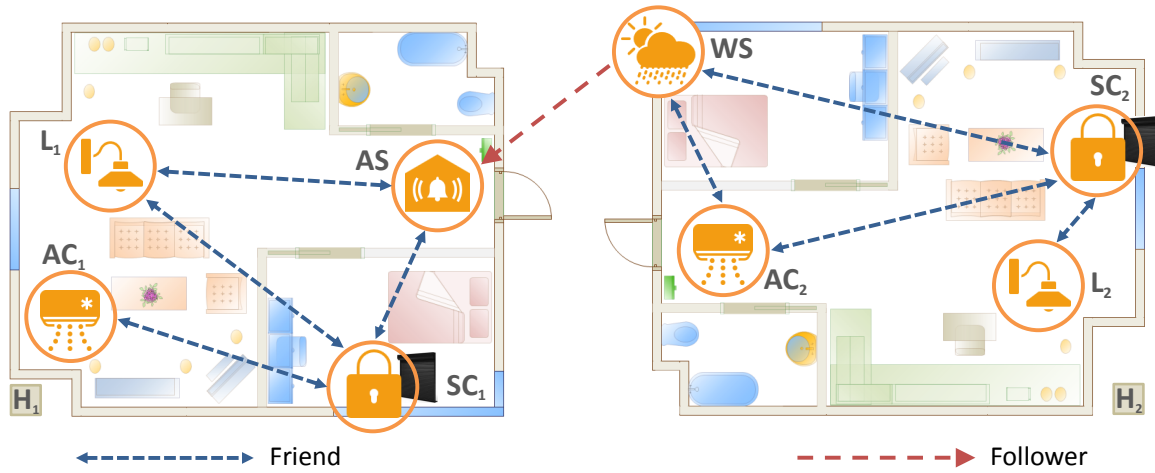 WS
SC₂
L₁
AS
AC₁
AC₂
L₂
SC₁
H₁
H₂
Friend
Follower